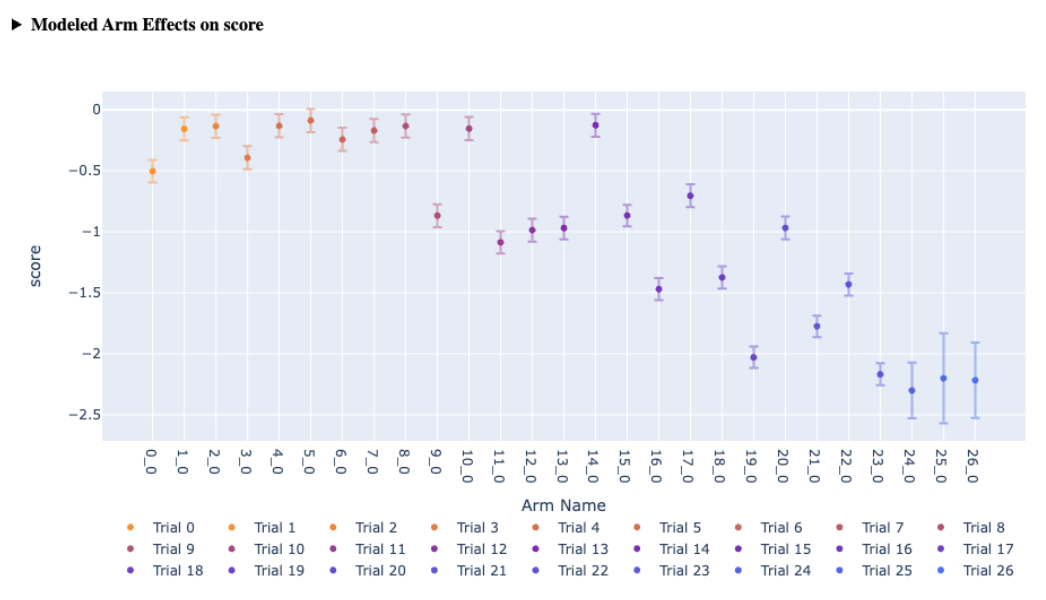 ▶ Modeled Arm Effects on score
0
−0.5
−1
−1.5
−2
−2.5
score
0_0 1_0 2_0 3_0 4_0 5_0 6_0 7_0 8_0 9_0 10_0 11_0 12_0 13_0 14_0 15_0 16_0 17_0 18_0 19_0 20_0 21_0 22_0 23_0 24_0 25_0 26_0
Arm Name
Trial 0 Trial 1 Trial 2 Trial 3 Trial 4 Trial 5 Trial 6 Trial 7 Trial 8
Trial 9 Trial 10 Trial 11 Trial 12 Trial 13 Trial 14 Trial 15 Trial 16 Trial 17
Trial 18 Trial 19 Trial 20 Trial 21 Trial 22 Trial 23 Trial 24 Trial 25 Trial 26